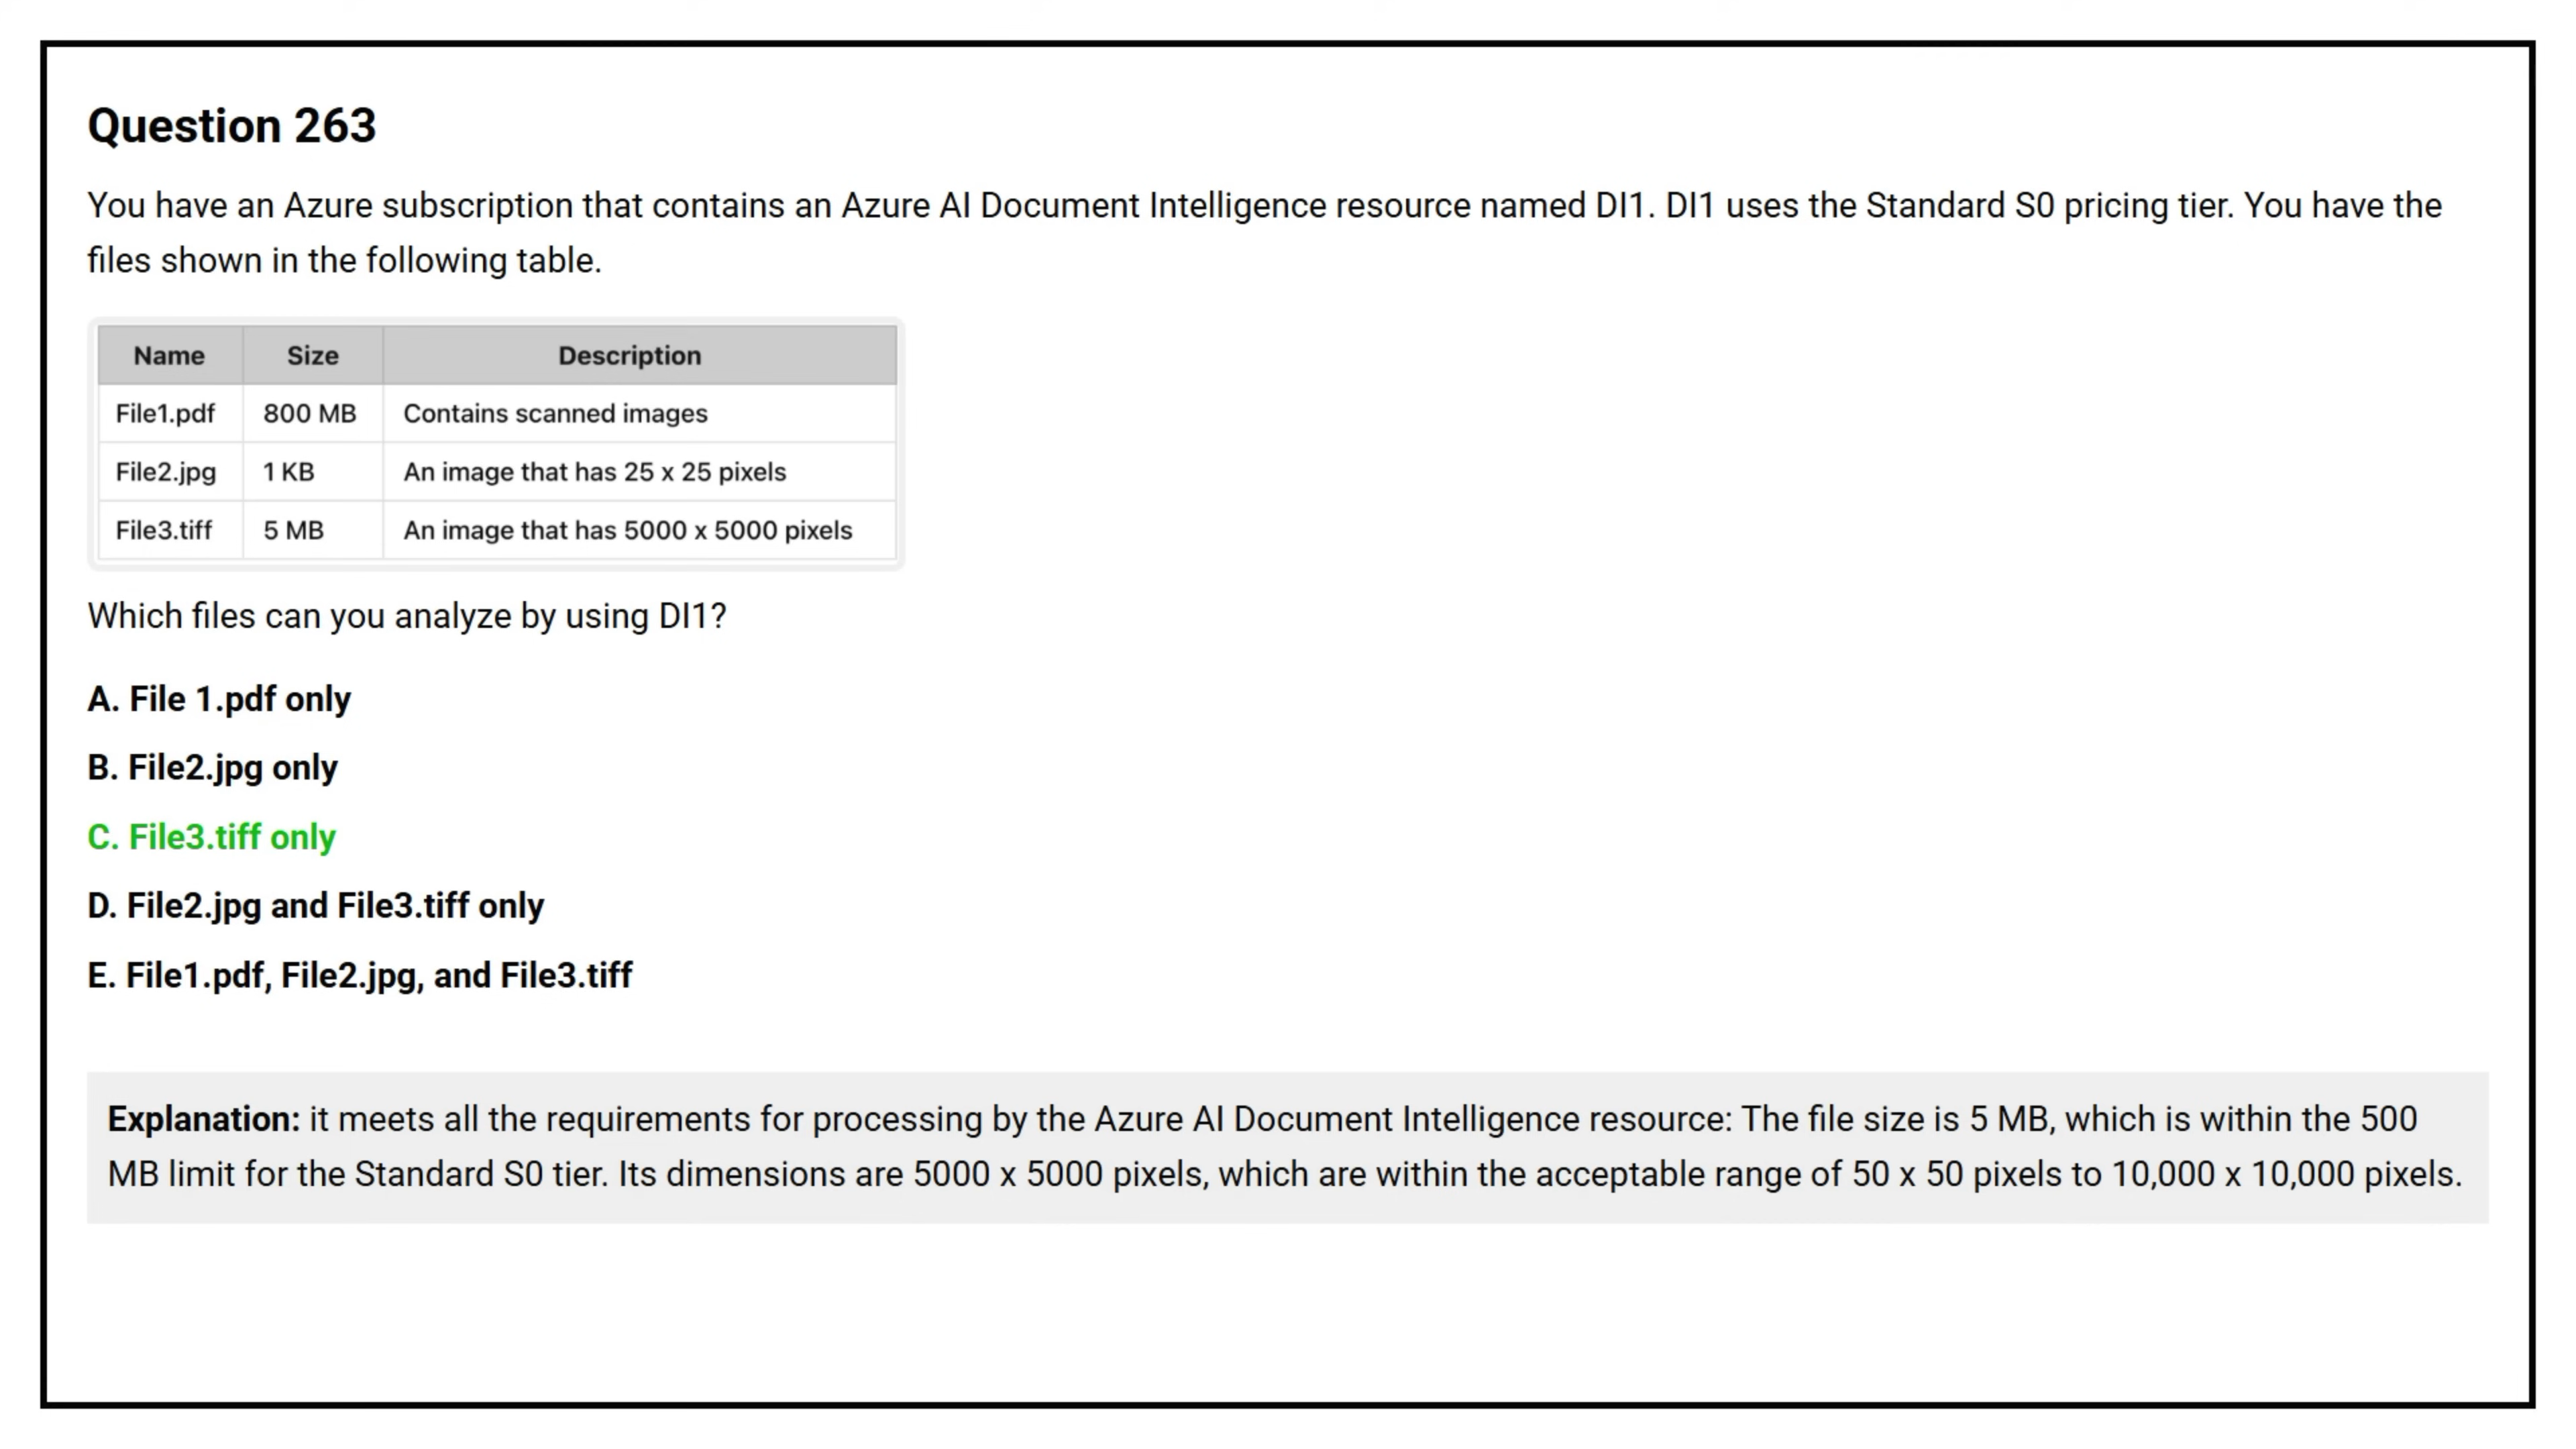 Question 263
You have an Azure subscription that contains an Azure AI Document Intelligence resource named DI1. DI1 uses the Standard S0 pricing tier. You have the
files shown in the following table.
Name Size Description
File1.pdf 800 MB Contains scanned images
File2.jpg 1 KB An image that has 25 x 25 pixels
File3.tiff 5 MB An image that has 5000 x 5000 pixels
Which files can you analyze by using DI1?
A. File 1.pdf only
B. File2.jpg only
C. File3.tiff only
D. File2.jpg and File3.tiff only
E. File1.pdf, File2.jpg, and File3.tiff
Explanation: it meets all the requirements for processing by the Azure AI Document Intelligence resource: The file size is 5 MB, which is within the 500
MB limit for the Standard S0 tier. Its dimensions are 5000 x 5000 pixels, which are within the acceptable range of 50 x 50 pixels to 10,000 x 10,000 pixels.